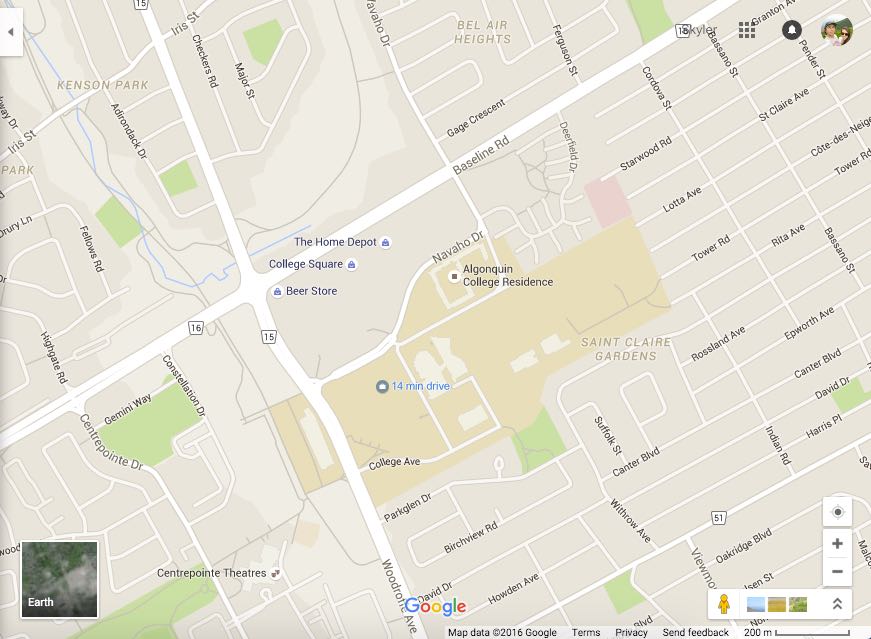 15
Iris St
Navaho Dr
BEL AIR
HEIGHTS
Ferguson St
15
Skylor
Bassano St
Granton Ave
Pender St
Checkers Rd
Major St
KENSON PARK
Adirondack Dr
Cordova St
St Claire Ave
Gage Crescent
Iris St
Baseline Rd
Deerfield Dr
Starwood Rd
Côte-des-Neige
Tower Rd
PARK
Drury Ln
Fellows Rd
Lotta Ave
The Home Depot
Navaho Dr
Tower Rd
Rita Ave
Bassano St
College Square
Algonquin
College Residence
Beer Store
16
15
Highgate Rd
Constellation Dr
SAINT CLAIRE
GARDENS
Rossland Ave
Epworth Ave
Canter Blvd
14 min drive
David Dr
Gemini Way
Centrepointe Dr
Suffolk St
Harris Pl
Indian Rd
College Ave
Canter Blvd
Parkglen Dr
Withrow Ave
51
Birchview Rd
Oakridge Blvd
Centrepointe Theatres
Woodroffe Ave
David Dr
Howden Ave
Viewmo
Earth
Google
Map data ©2016 Google
Terms
Privacy
Send feedback
200 m